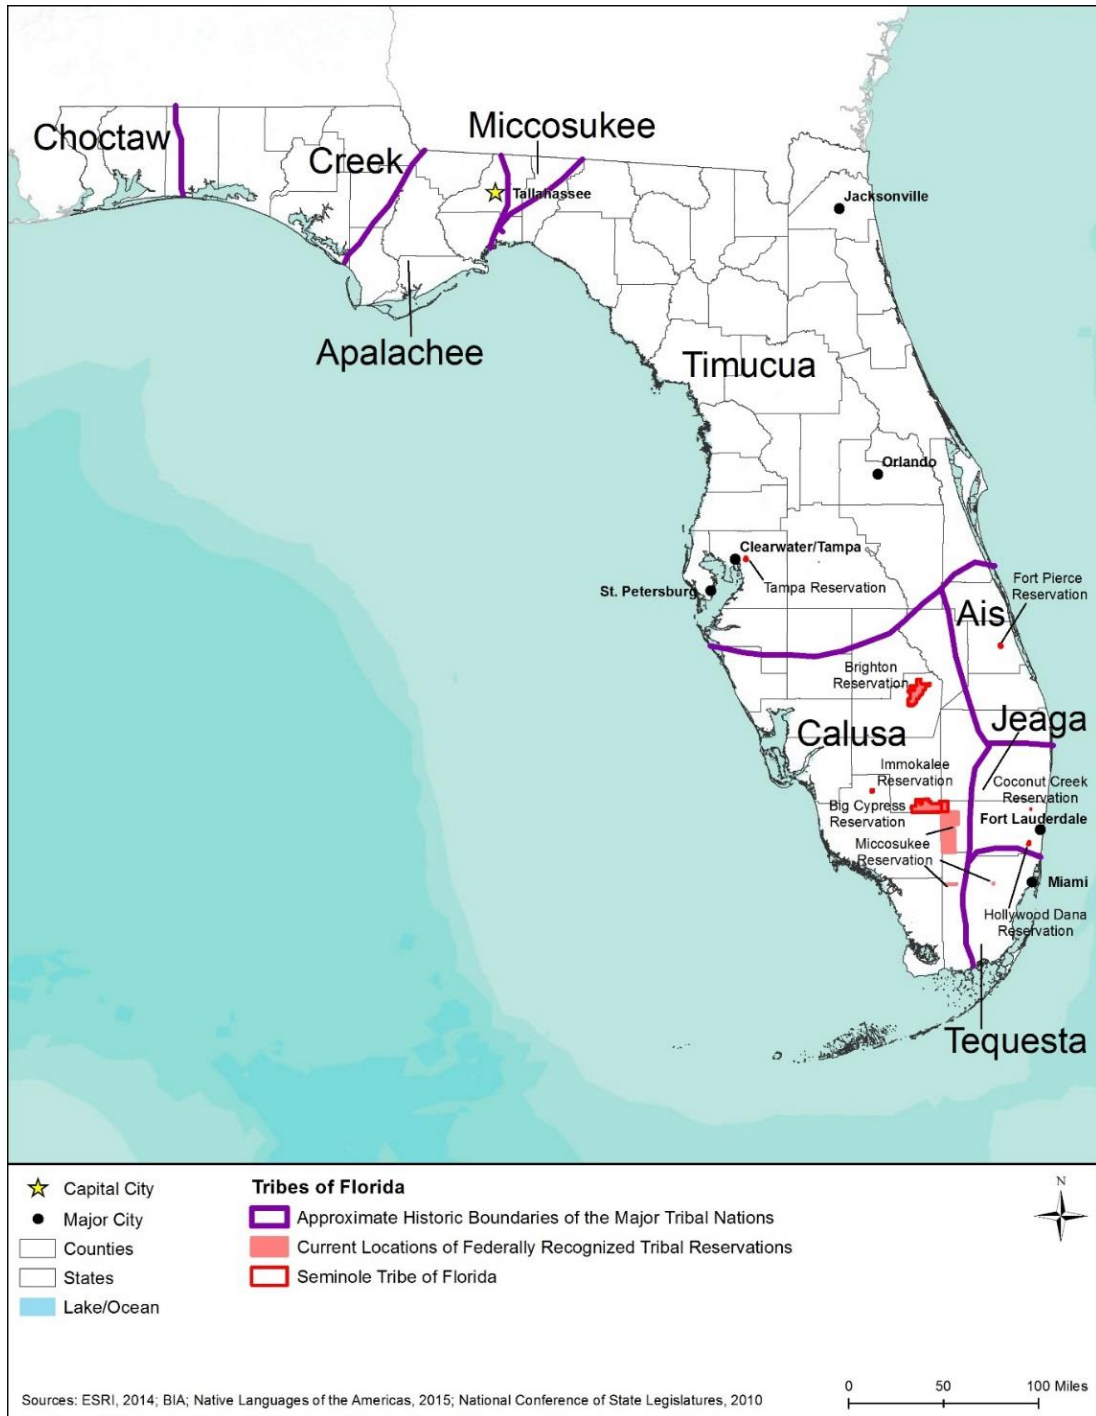 Choctaw
Creek
Miccosukee
Tallahassee
Jacksonville
Apalachee
Timucua
Orlando
Clearwater/Tampa
Tampa Reservation
St. Petersburg
Fort Pierce
Reservation
Ais
Brighton
Reservation
Calusa
Jeaga
Immokalee
Reservation
Coconut Creek
Reservation
Big Cypress
Reservation
Fort Lauderdale
Miccosukee
Reservation
Miami
Hollywood Dana
Reservation
Tequesta
Capital City
Major City
Counties
States
Lake/Ocean
Tribes of Florida
Approximate Historic Boundaries of the Major Tribal Nations
Current Locations of Federally Recognized Tribal Reservations
Seminole Tribe of Florida
N
Sources: ESRI, 2014; BIA; Native Languages of the Americas, 2015; National Conference of State Legislatures, 2010
0 50 100 Miles